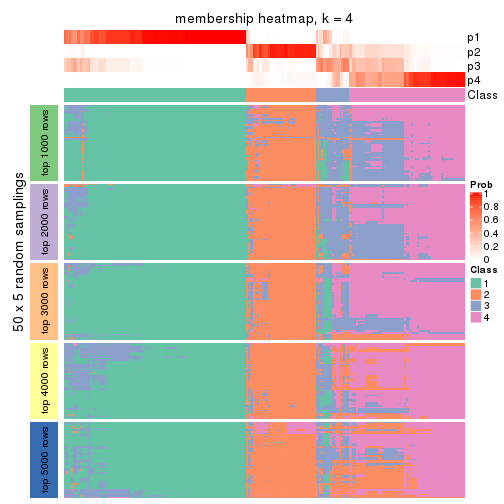 membership heatmap, k = 4
p1
p2
p3
p4
Class
50 x 5 random samplings
top 1000 rows
top 2000 rows
top 3000 rows
top 4000 rows
top 5000 rows
Prob
1
0.8
0.6
0.4
0.2
0
Class
1
2
3
4